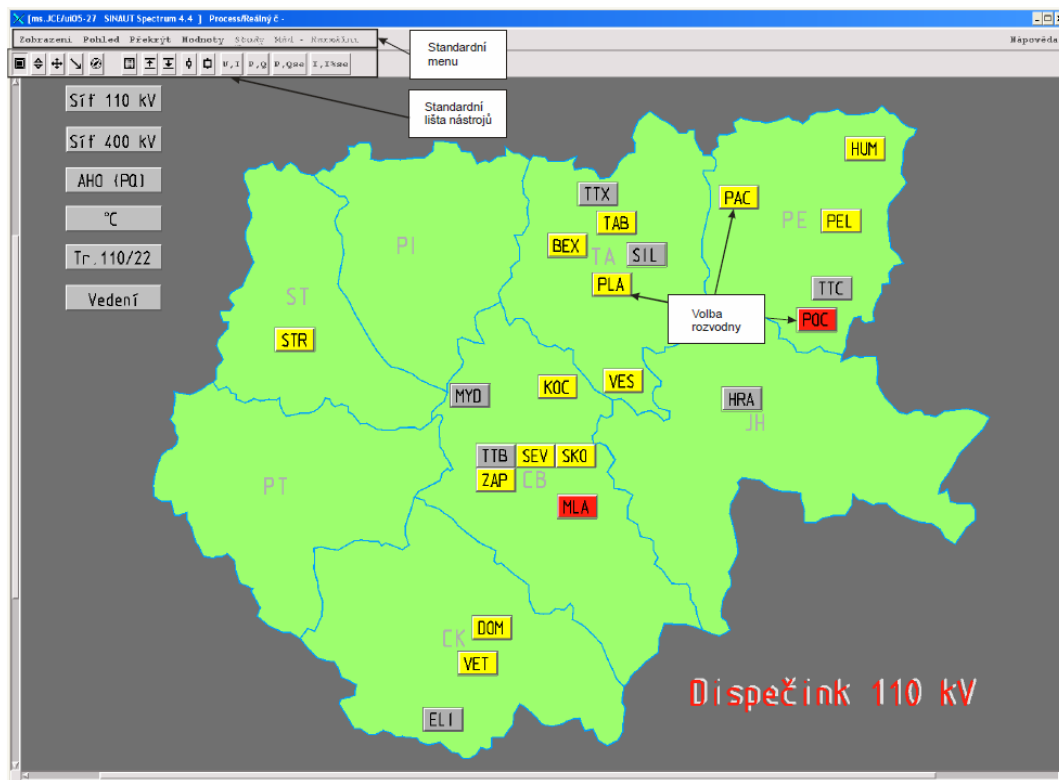 [ms.JCE/ui05-27 SINAUT Spectrum 4.4 ] Process/Reálný č -
Zobrazení Pohled Překrýt Hodnoty Study Mód - Normální Nápověda
U,I P,Q P,Qse I,I%se
Standardní
menu
Standardní
lišta nástrojů
Síť 110 kV
Síť 400 kV
AHO (PQ)
°C
Tr.110/22
Vedení
HUM
TTX
PAC
TAB
PEL
PI
PE
BEX
TA
SIL
PLA
TTC
ST
Volba
rozvodny
POC
STR
VES
KOC
MYD
HRA
JH
TTB SEV SKO
ZAP
CB
PT
MLA
DOM
CK
VET
ELI
Dispečink 110 kV